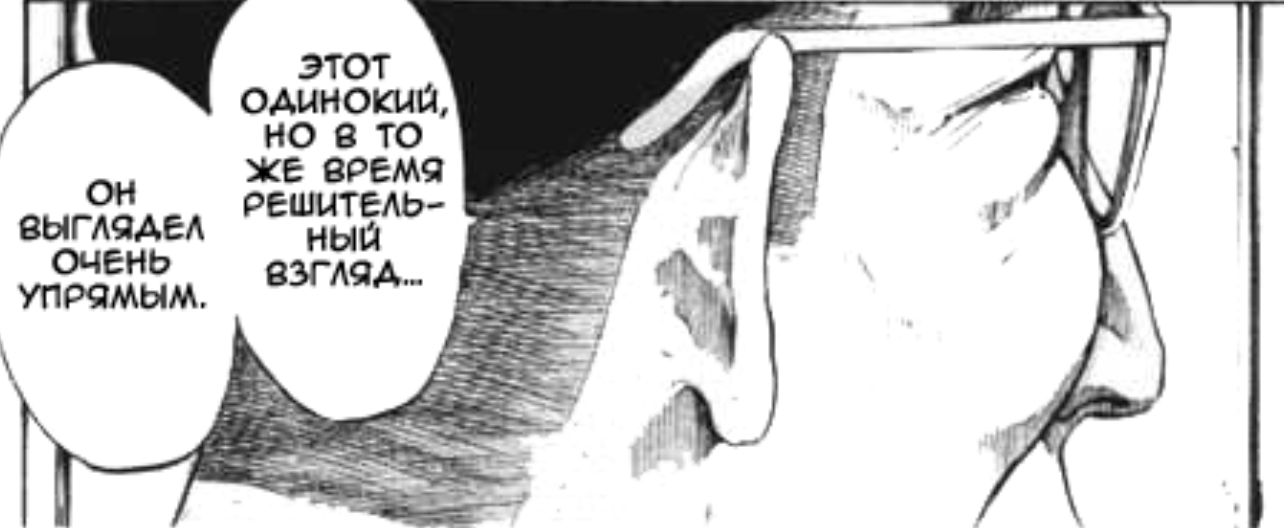 ЭТОТ
ОДИНОКИЙ,
НО В ТО
ЖЕ ВРЕМЯ
РЕШИТЕЛЬ-
НЫЙ
ВЗГЛЯД...
ОН
ВЫГЛЯДЕЛ
ОЧЕНЬ
УПРЯМЫМ.